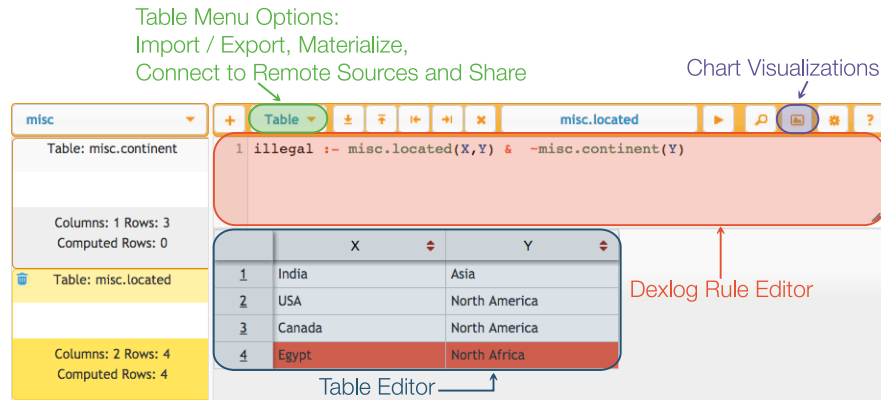 Table Menu Options:
Import / Export, Materialize,
Connect to Remote Sources and Share
Chart Visualizations
misc
+ Table misc.located ?
Table: misc.continent
Columns: 1 Rows: 3
Computed Rows: 0
Table: misc.located
Columns: 2 Rows: 4
Computed Rows: 4
1 illegal :- misc.located(X,Y) & ~misc.continent(Y)
X Y
1 India Asia
2 USA North America
3 Canada North America
4 Egypt North Africa
Dexlog Rule Editor
Table Editor